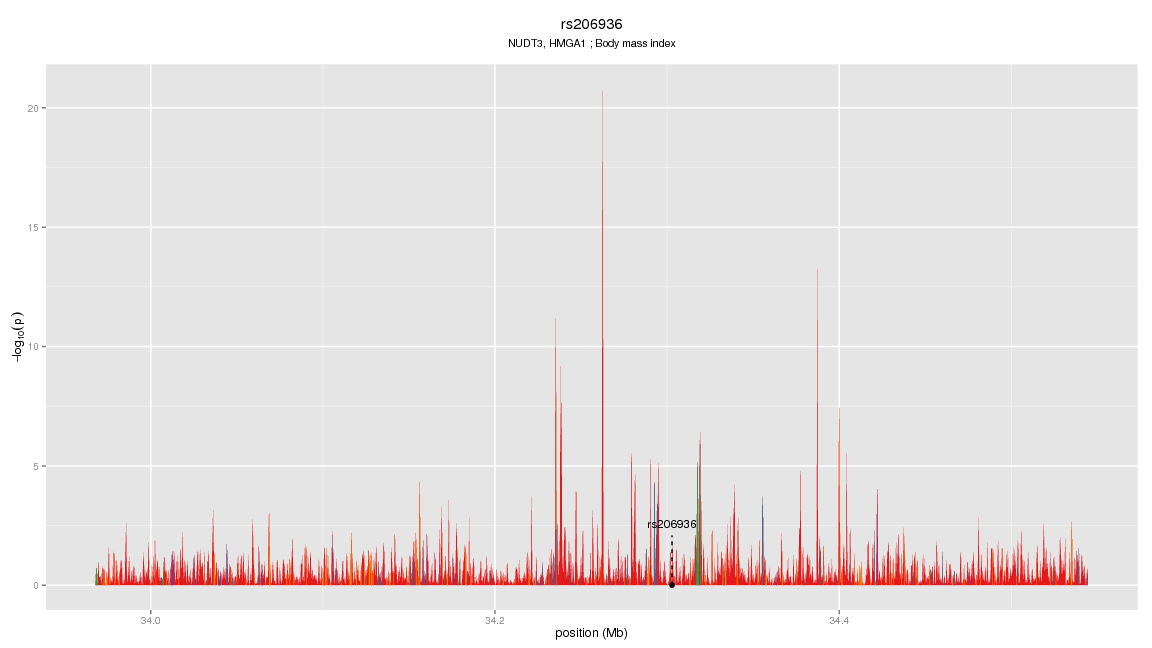 rs206936
NUDT3, HMGA1 ; Body mass index
20
15
10
5
0
−log10(p)
rs206936
34.0 34.2 34.4
position (Mb)